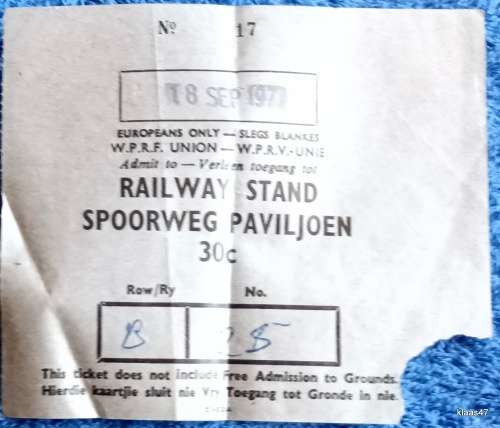 Nº 17
18 SEP 1971
EUROPEANS ONLY — SLEGS BLANKES
W.P.R.F. UNION — W.P.R.V.-UNIE
Admit to — Verleen toegang tot
RAILWAY STAND
SPOORWEG PAVILJOEN
30c
Row/Ry No.
B 25
This ticket does not include Free Admission to Grounds.
Hierdie kaartjie sluit nie Vry Toegang tot Gronde in nie.
klaas47